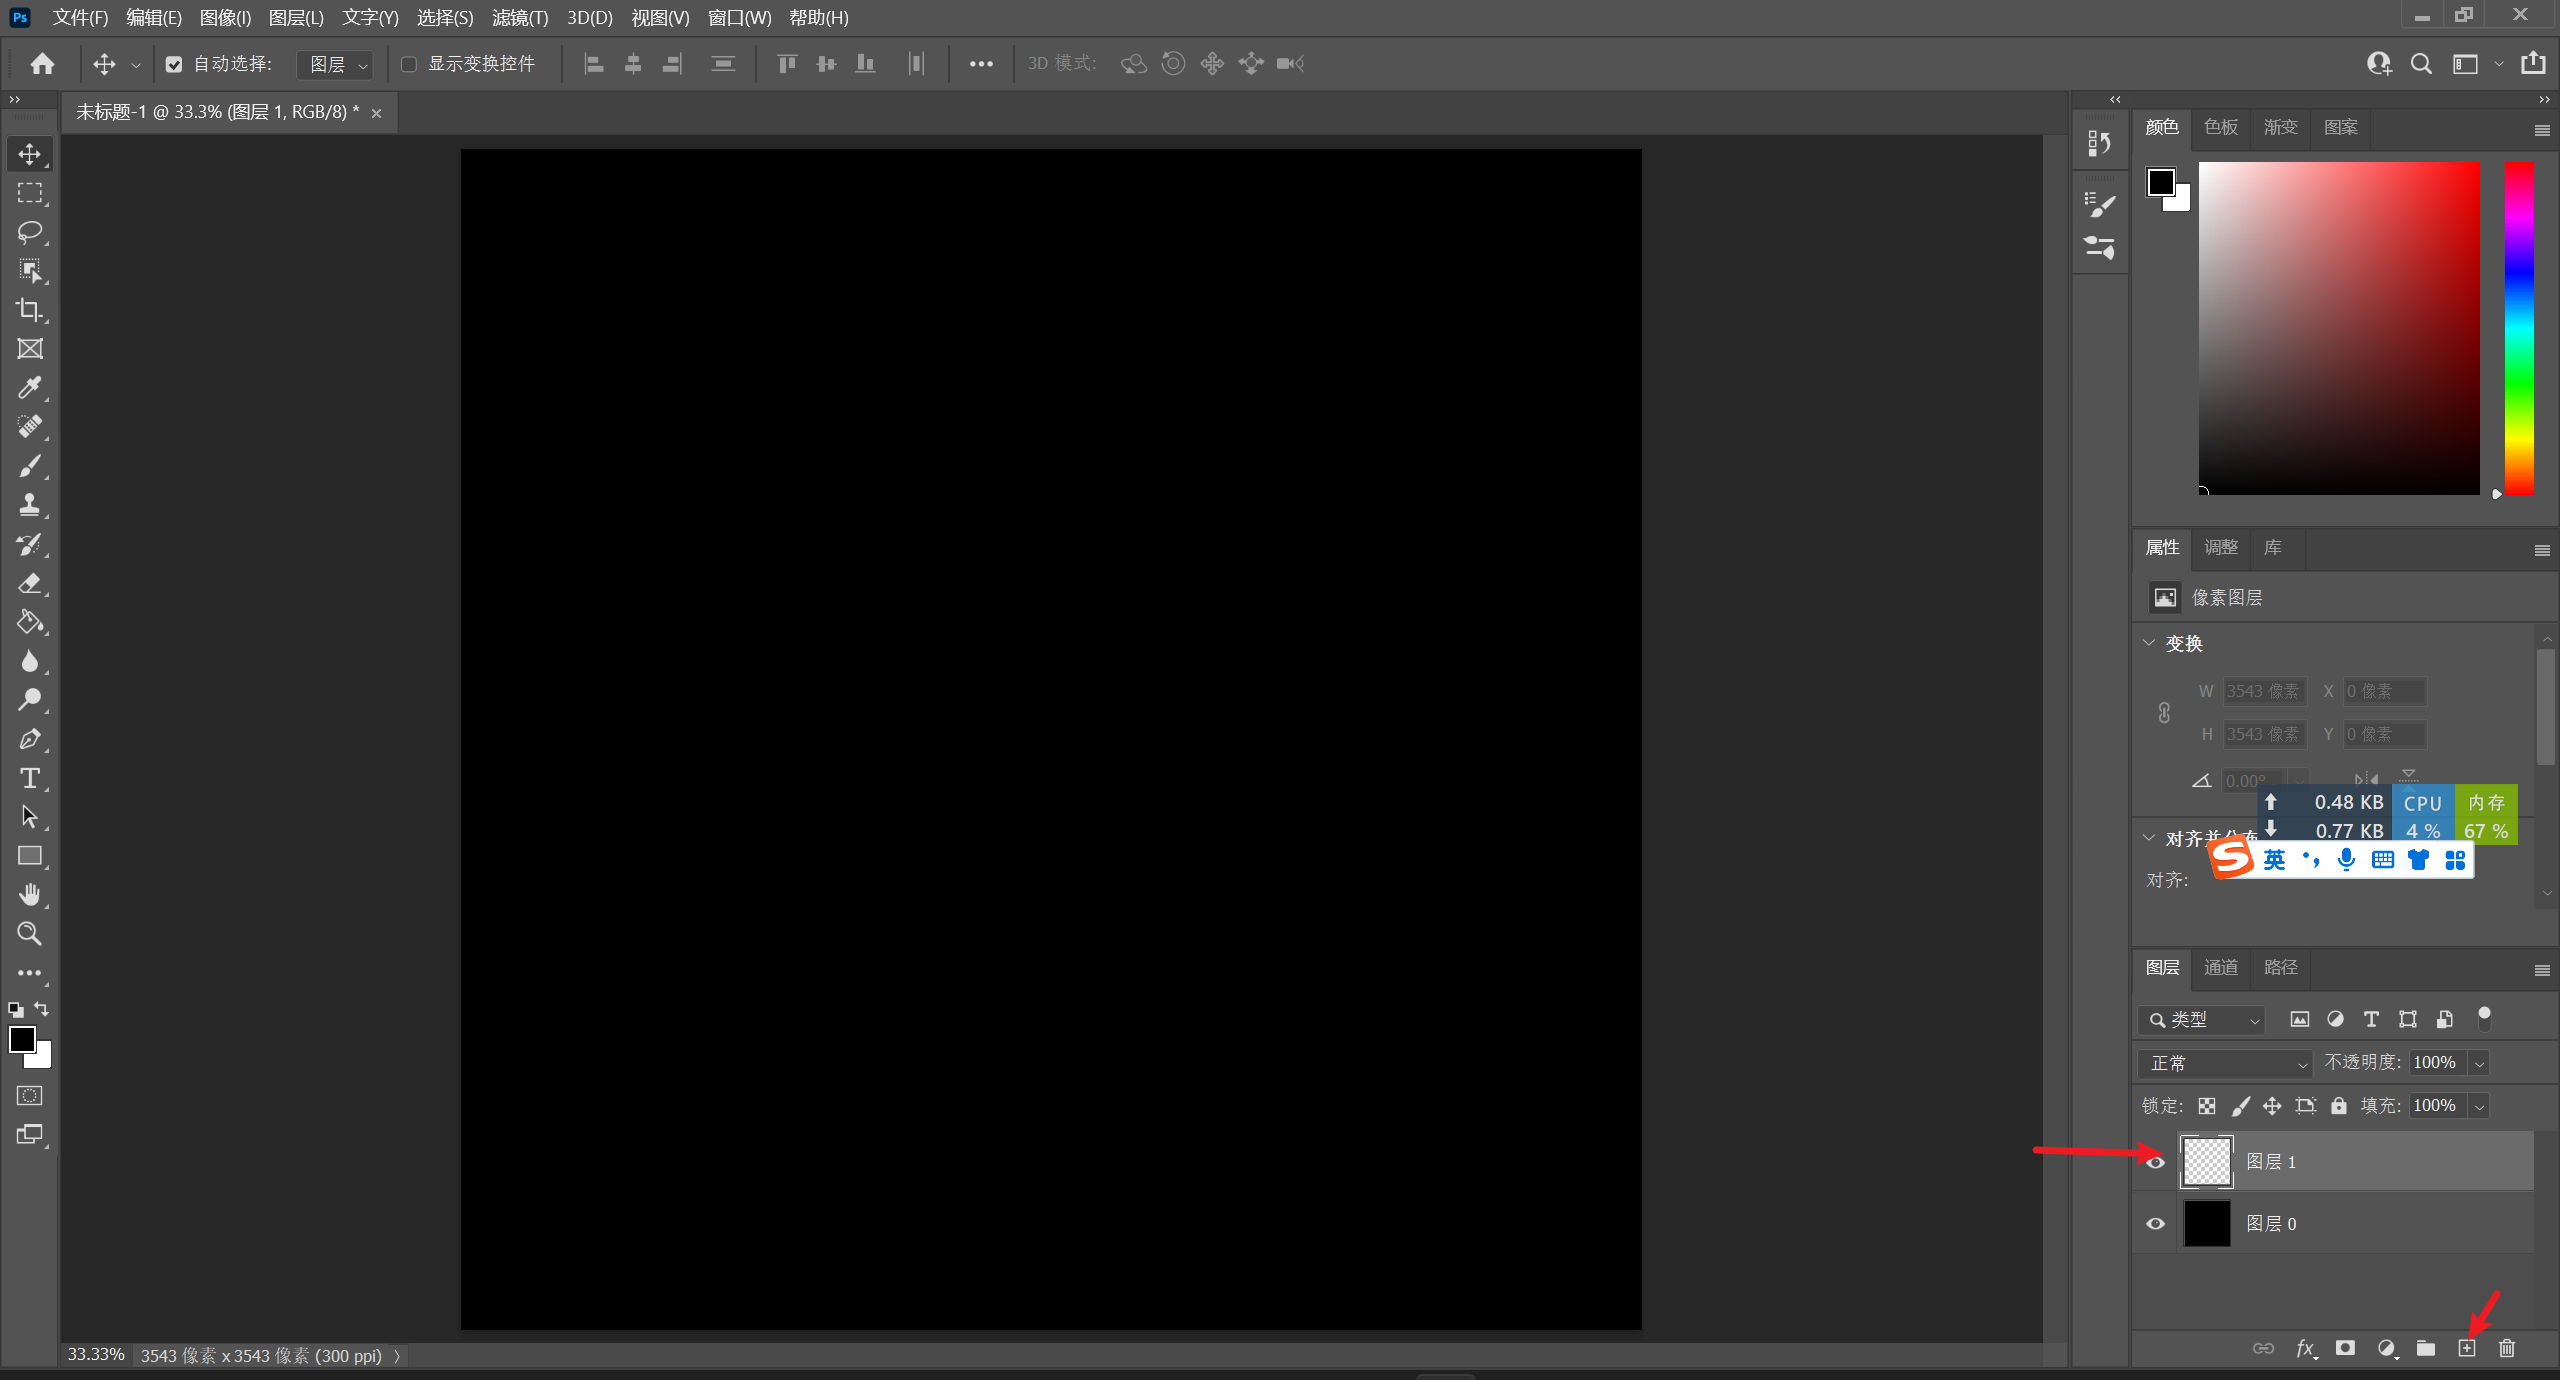 Ps 文件(F) 编辑(E) 图像(I) 图层(L) 文字(Y) 选择(S) 滤镜(T) 3D(D) 视图(V) 窗口(W) 帮助(H)
自动选择: 图层 显示变换控件 3D 模式:
未标题-1 @ 33.3% (图层 1, RGB/8) *
颜色 色板 渐变 图案
属性 调整 库
像素图层
变换
W 3543 像素 X 0 像素
H 3543 像素 Y 0 像素
0.00°
0.48 KB CPU 内存
0.77 KB 4 % 67 %
对齐并分布
英
对齐:
图层 通道 路径
类型
正常 不透明度: 100%
锁定: 填充: 100%
图层 1
图层 0
fx
33.33% 3543 像素 x 3543 像素 (300 ppi)